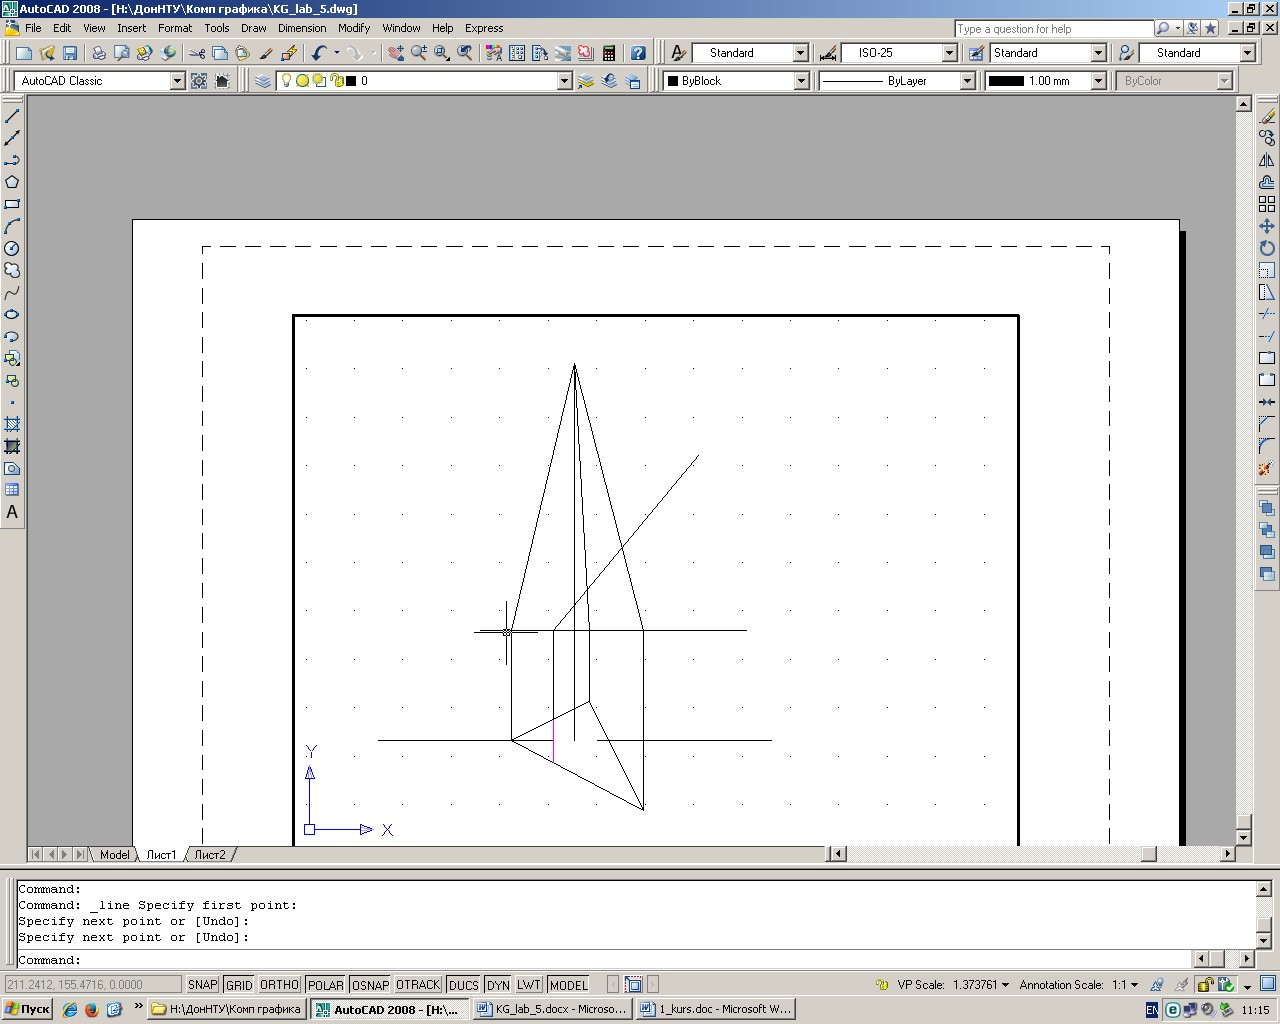 AutoCAD 2008 - [H:\ДонНТУ\Комп графика\KG_lab_5.dwg]
File Edit View Insert Format Tools Draw Dimension Modify Window Help Express
Type a question for help
Standard ISO-25 Standard Standard
AutoCAD Classic 0 ByBlock ByLayer 1.00 mm ByColor
A
Y
X
Model Лист1 Лист2
Command:
Command: _line Specify first point:
Specify next point or [Undo]:
Specify next point or [Undo]:
Command:
211.2412, 155.4716, 0.0000 SNAP GRID ORTHO POLAR OSNAP OTRACK DUCS DYN LWT MODEL VP Scale: 1.373761 Annotation Scale: 1:1
Пуск » H:\ДонНТУ\Комп графика AutoCAD 2008 - [H:\... KG_lab_5.docx - Microso... 1_kurs.doc - Microsoft W... EN 11:15